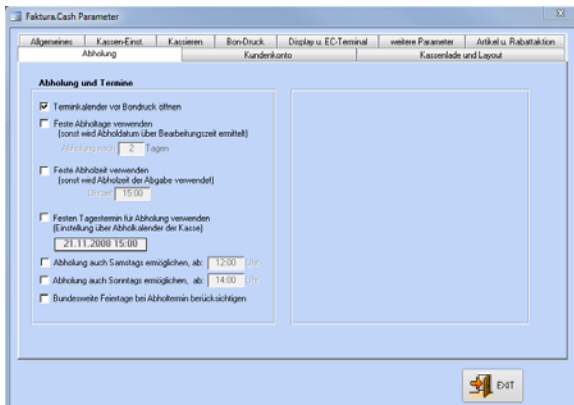 Faktura.Cash Parameter
Allgemeines Kassen-Einst. Kassieren Bon-Druck Display u. EC-Terminal weitere Parameter Artikel u. Rabattaktion
Abholung Kundenkonto Kassenlade und Layout
Abholung und Termine
Terminkalender vor Bondruck öffnen
Feste Abholtage verwenden
(sonst wird Abholdatum über Bearbeitungszeit ermittelt)
Abholung nach 2 Tagen
Feste Abholzeit verwenden
(sonst wird Abholzeit der Abgabe verwendet)
Uhrzeit 15:00
Festen Tagestermin für Abholung verwenden
(Einstellung über Abholkalender der Kasse)
21.11.2008 15:00
Abholung auch Samstags ermöglichen, ab: 12:00 Uhr
Abholung auch Sonntags ermöglichen, ab: 14:00 Uhr
Bundesweite Feiertage bei Abholtermin berücksichtigen
EXIT